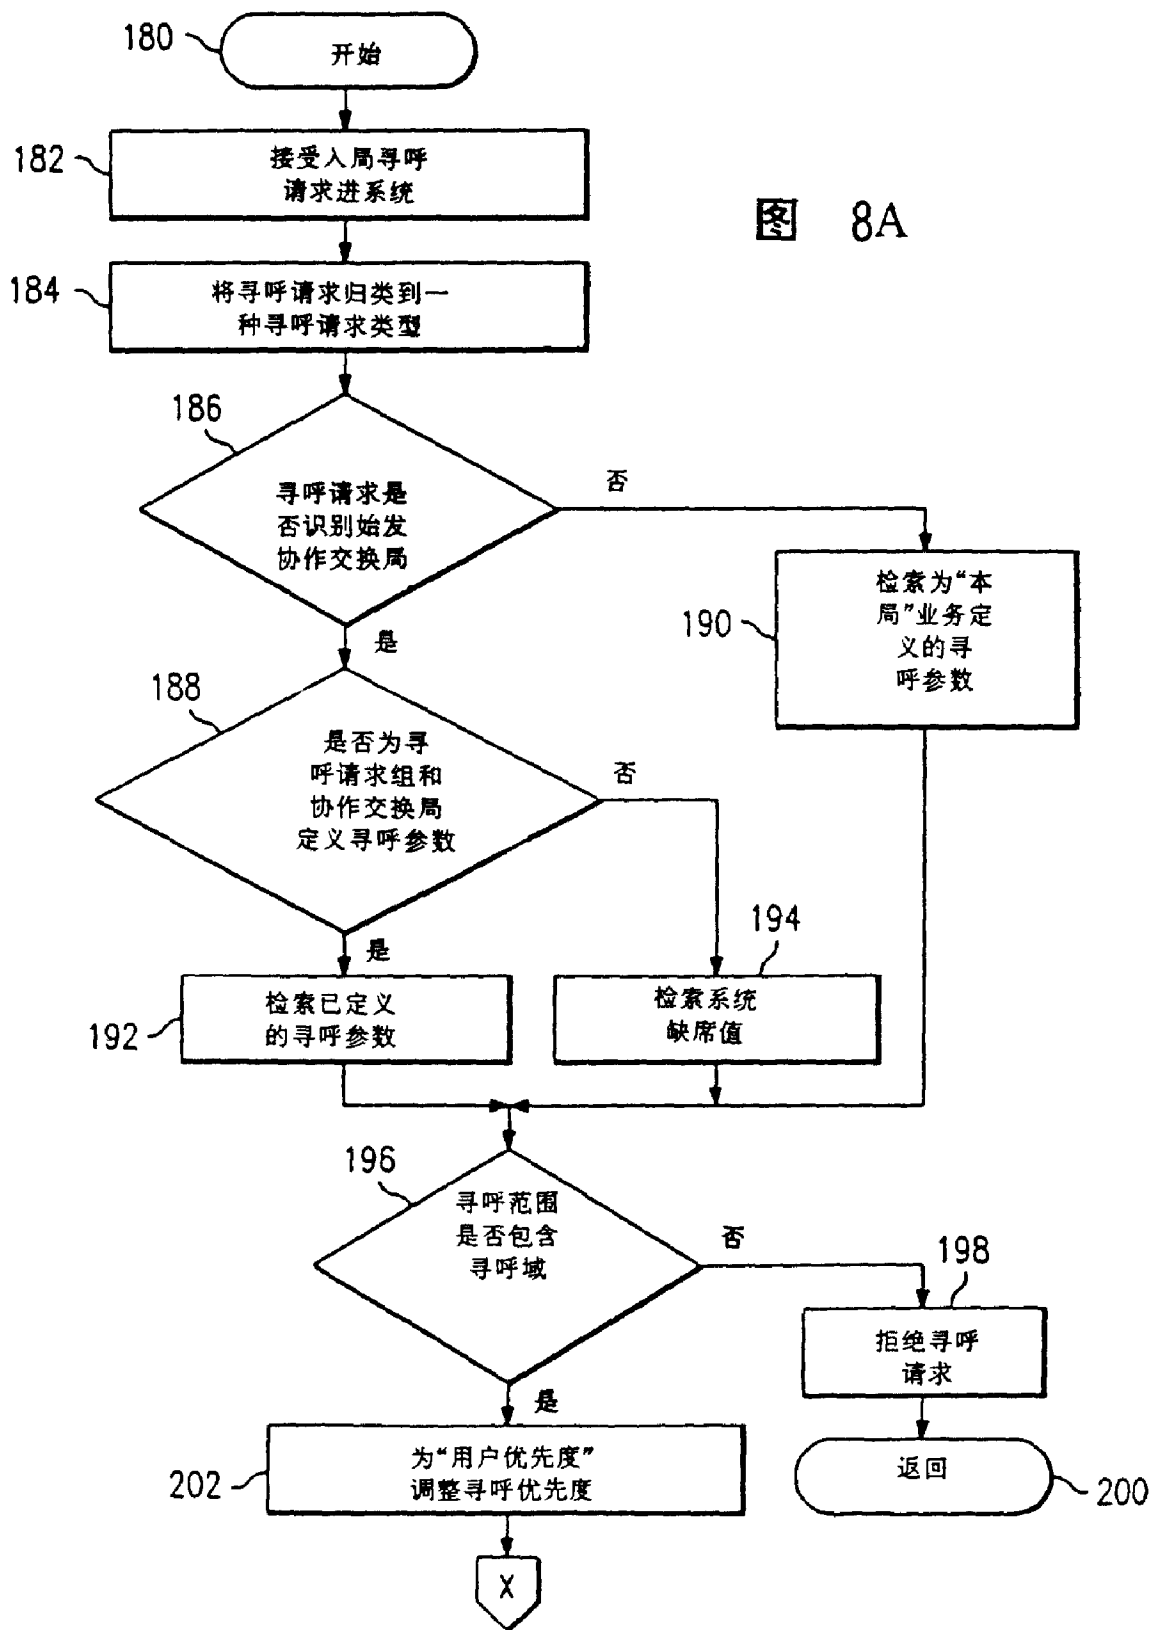 180
开始
182
接受入局寻呼
请求进系统
图 8A
184
将寻呼请求归类到一
种寻呼请求类型
186
寻呼请求是
否识别始发
协作交换局
否
是
190
检索为“本
局”业务定
义的寻
呼参数
188
是否为寻
呼请求组和
协作交换局
定义寻呼参数
否
是
192
检索已定义
的寻呼参数
194
检索系统
缺席值
196
寻呼范围
是否包含
寻呼域
否
是
198
拒绝寻呼
请求
返回
200
202
为“用户优先度”
调整寻呼优先度
X